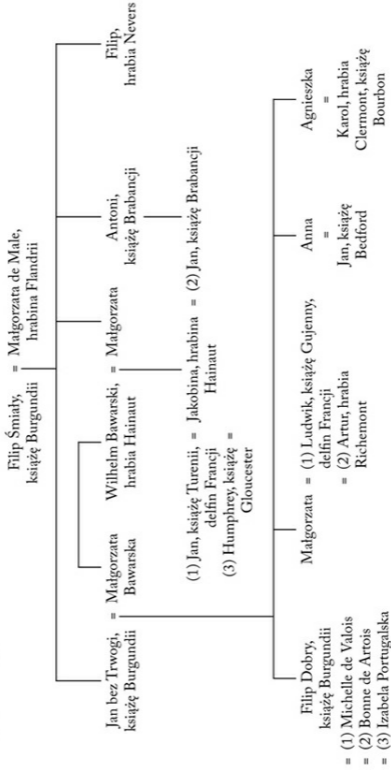 Filip Śmiały, = Małgorzata de Male,
książę Burgundii hrabina Flandrii
Jan bez Trwogi, = Małgorzata Wilhelm Bawarski, = Małgorzata Antoni, Filip,
książę Burgundii Bawarska hrabia Hainaut książę Brabancji hrabia Nevers
(1) Jan, książę Turenii, = Jakobina, hrabina = (2) Jan, książę Brabancji
delfin Francji Hainaut
(3) Humphrey, książę =
Gloucester
Filip Dobry, Małgorzata = (1) Ludwik, książę Gujenny, Anna Agnieszka
książę Burgundii delfin Francji = =
= (1) Michelle de Valois = (2) Artur, hrabia Jan, książę Karol, hrabia
= (2) Bonne de Artois Richemont Bedford Clermont, książę
= (3) Izabela Portugalska Bourbon